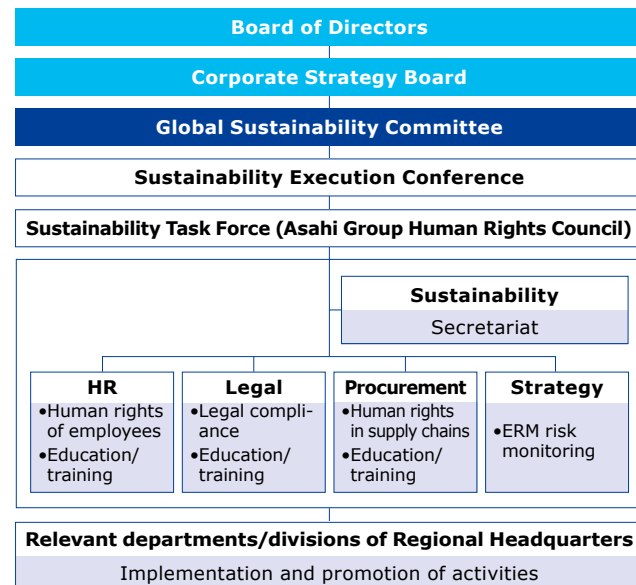 Board of Directors
Corporate Strategy Board
Global Sustainability Committee
Sustainability Execution Conference
Sustainability Task Force (Asahi Group Human Rights Council)
Sustainability
Secretariat
HR
•Human rights
of employees
•Education/
training
Legal
•Legal compli-
ance
•Education/
training
Procurement
•Human rights
in supply chains
•Education/
training
Strategy
•ERM risk
monitoring
Relevant departments/divisions of Regional Headquarters
Implementation and promotion of activities